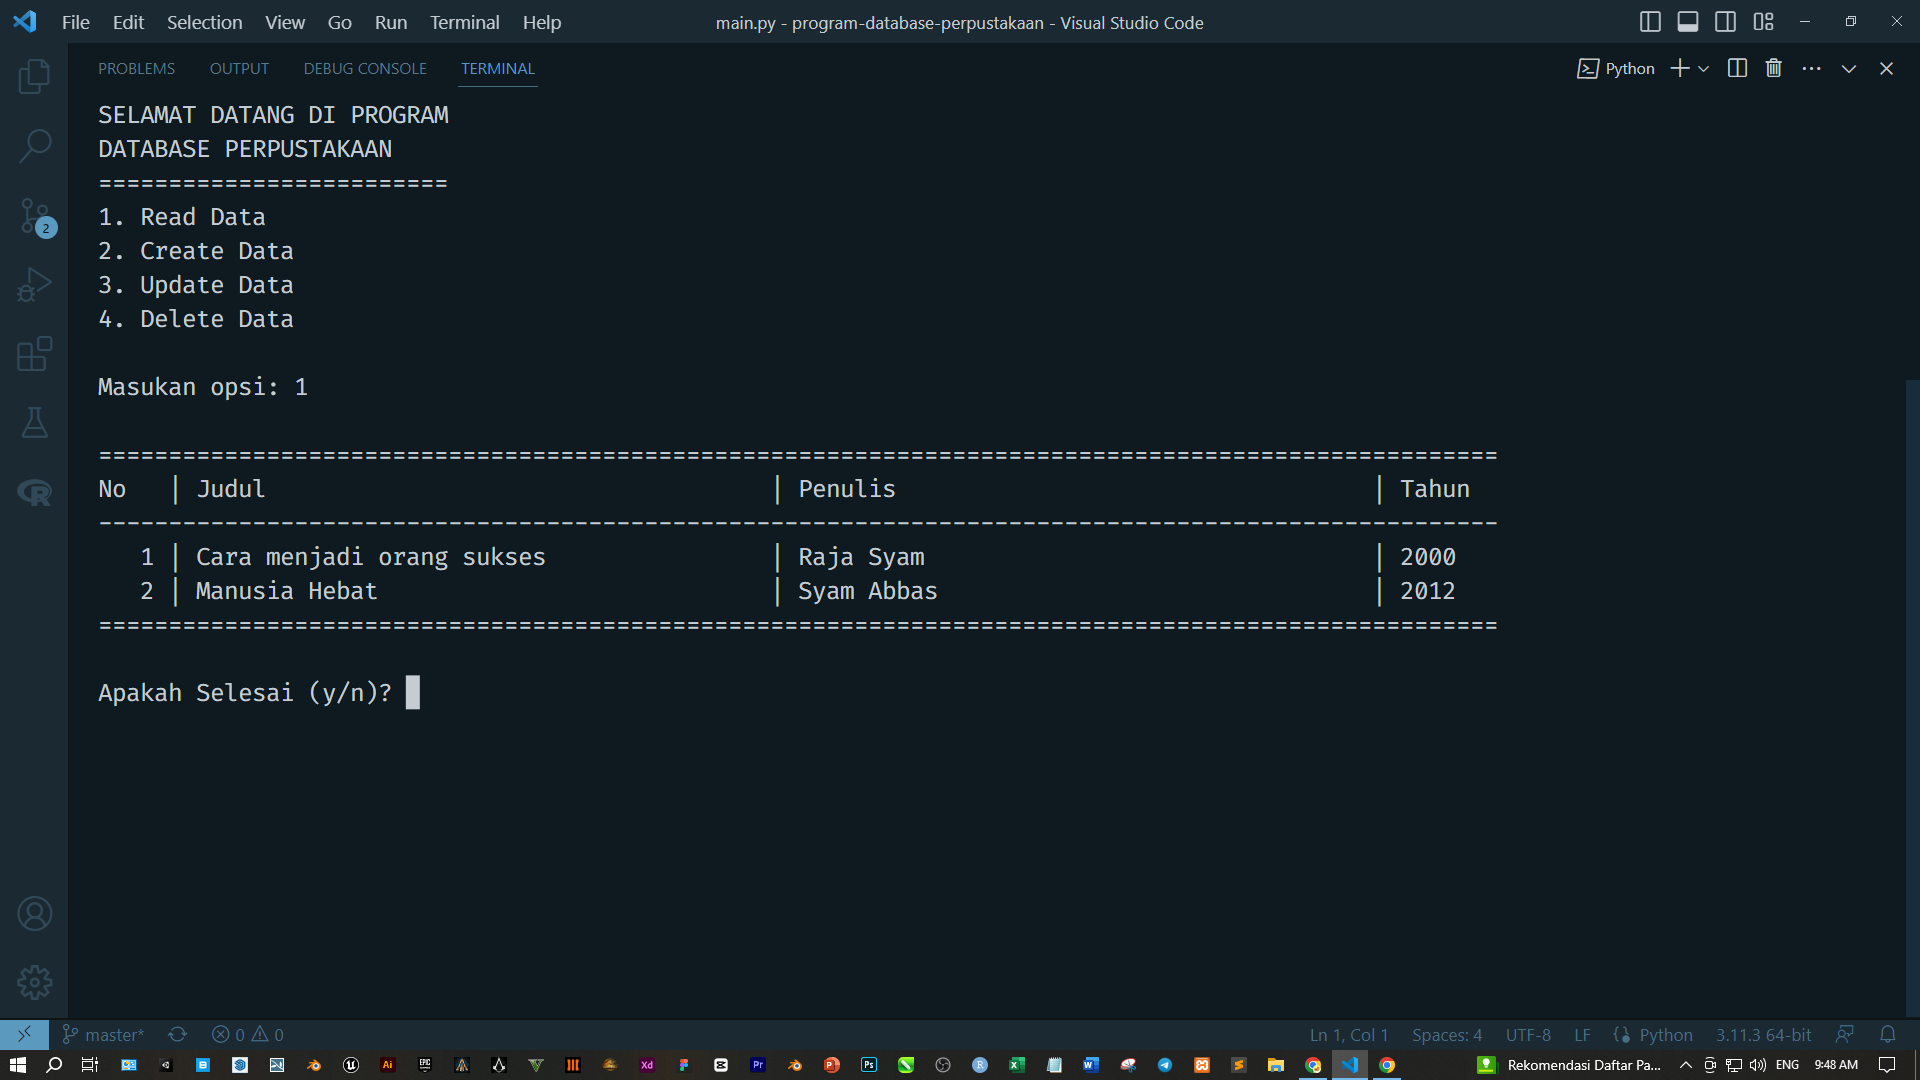 File Edit Selection View Go Run Terminal Help
main.py - program-database-perpustakaan - Visual Studio Code
PROBLEMS OUTPUT DEBUG CONSOLE TERMINAL
Python
SELAMAT DATANG DI PROGRAM
DATABASE PERPUSTAKAAN
=========================
1. Read Data
2. Create Data
3. Update Data
4. Delete Data
Masukan opsi: 1
====================================================================================================
No | Judul | Penulis | Tahun
----------------------------------------------------------------------------------------------------
1 | Cara menjadi orang sukses | Raja Syam | 2000
2 | Manusia Hebat | Syam Abbas | 2012
====================================================================================================
Apakah Selesai (y/n)?
2
master* 0 0
Ln 1, Col 1 Spaces: 4 UTF-8 LF {} Python 3.11.3 64-bit
Rekomendasi Daftar Pa... ENG 9:48 AM